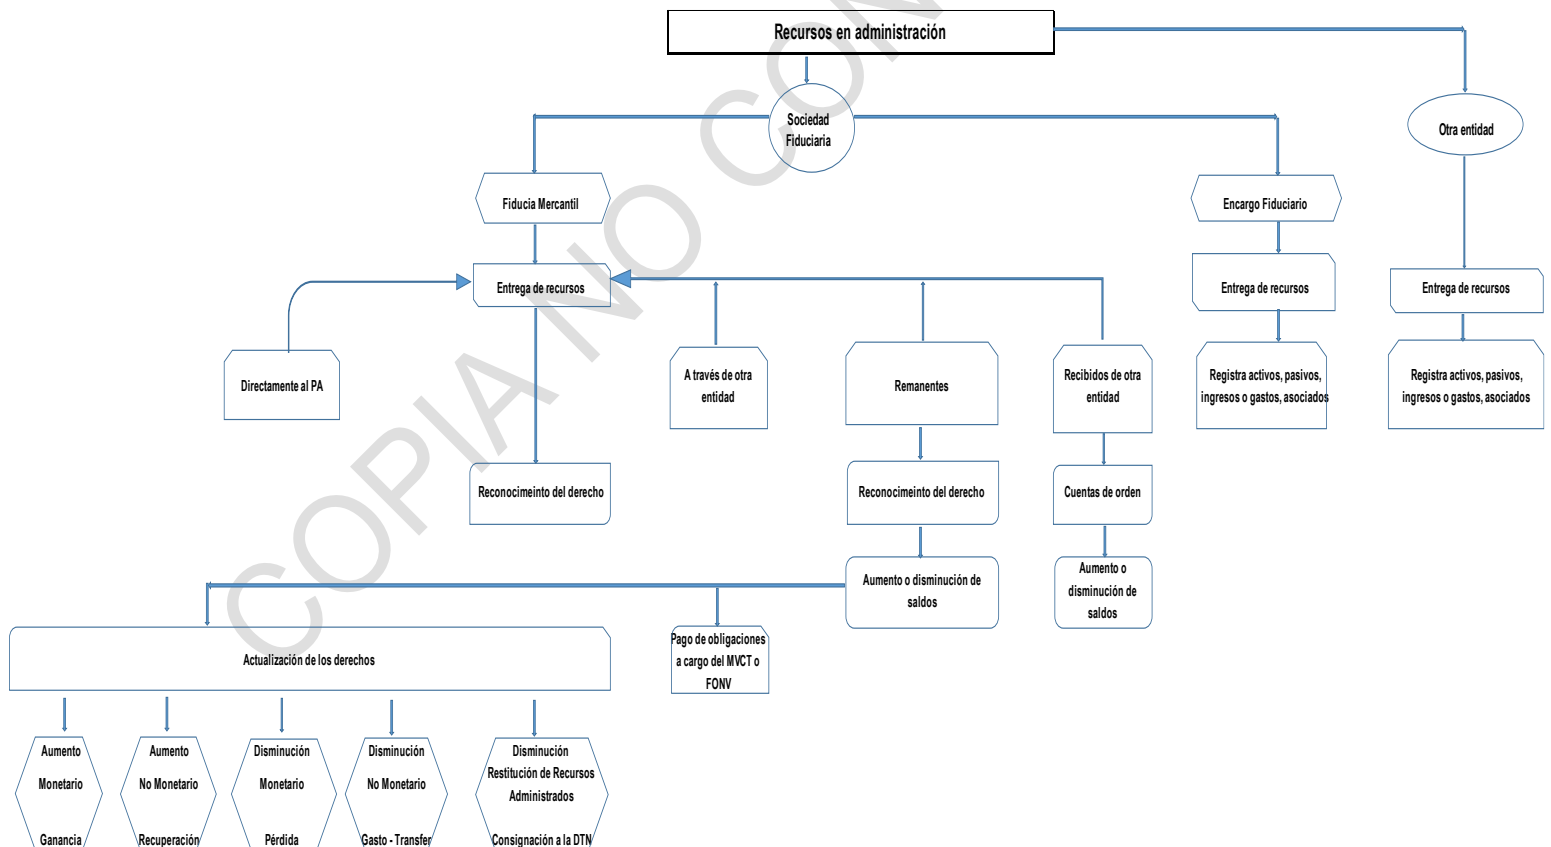 Recursos en administración
Sociedad
Fiduciaria
Otra entidad
Fiducia Mercantil
Encargo Fiduciario
Entrega de recursos
Entrega de recursos
Entrega de recursos
Directamente al PA
A través de otra
entidad
Remanentes
Recibidos de otra
entidad
Registra activos, pasivos,
ingresos o gastos, asociados
Registra activos, pasivos,
ingresos o gastos, asociados
Reconocimeinto del derecho
Reconocimeinto del derecho
Cuentas de orden
Aumento o disminución de
saldos
Aumento o
disminución de
saldos
Actualización de los derechos
Pago de obligaciones
a cargo del MVCT o
FONV
Aumento
Monetario
Ganancia
Aumento
No Monetario
Recuperación
Disminución
Monetario
Pérdida
Disminución
No Monetario
Gasto - Transfer
Disminución
Restitución de Recursos
Administrados
Consignación a la DTN
COPIA NO CON